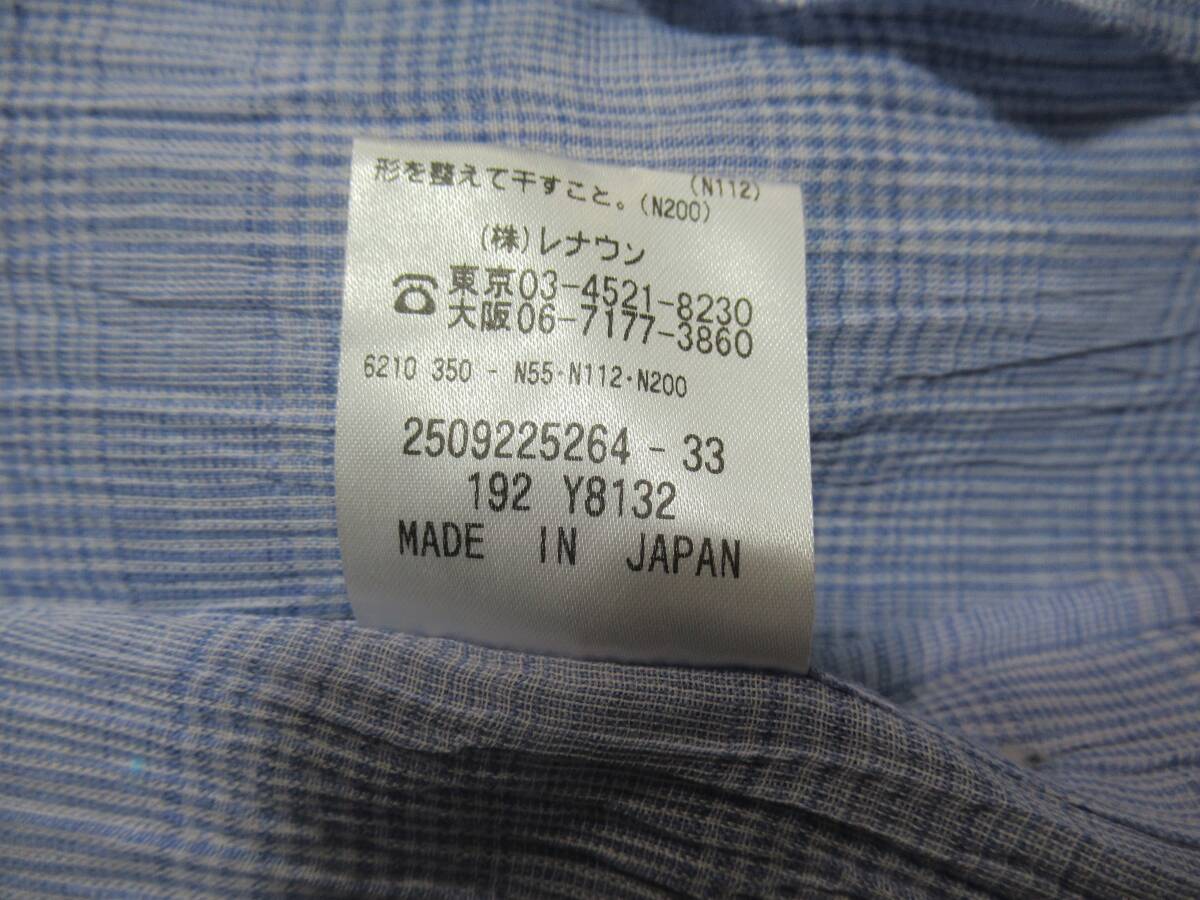 形を整えて干すこと。(N200)
(N112)
(株)レナウン
☎東京03-4521-8230
大阪06-7177-3860
6210 350 - N55·N112·N200
2509225264 - 33
192 Y8132
MADE IN JAPAN